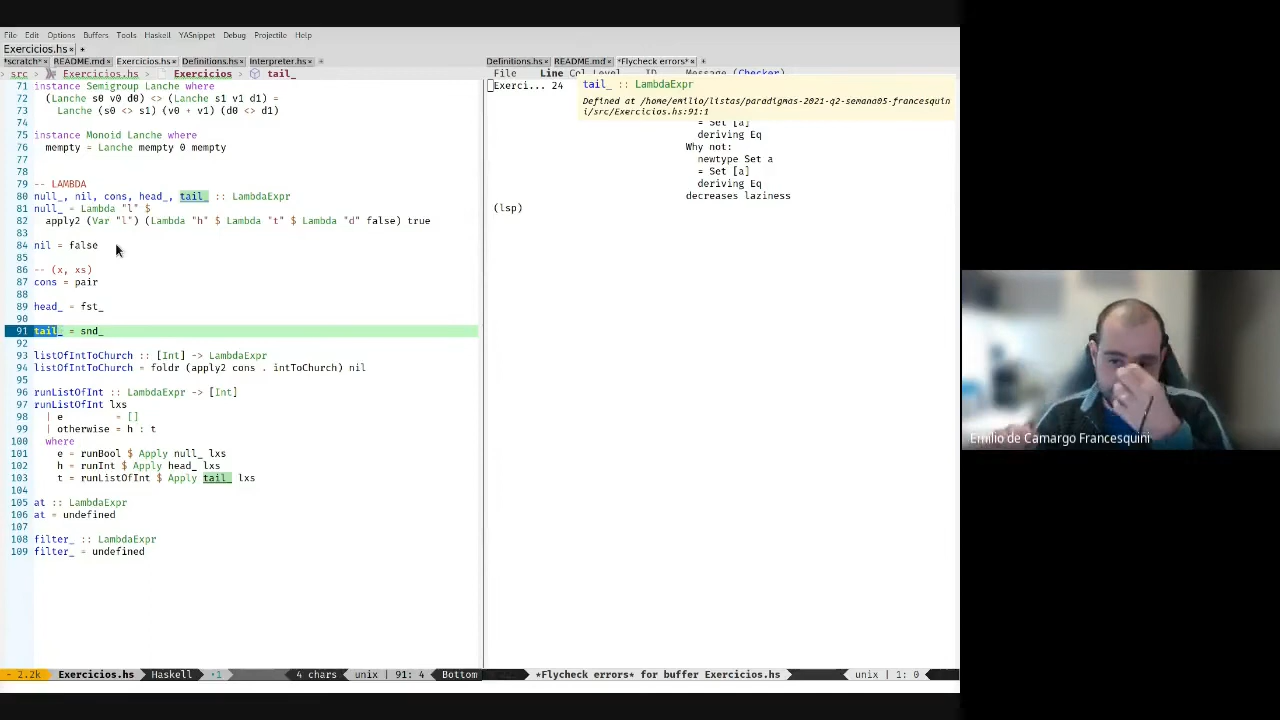 File Edit Options Buffers Tools Haskell YASnippet Debug Projectile Help
Exercicios.hs× +
*scratch*× README.md× Exercicios.hs× Definitions.hs× Interpreter.hs× +
> src > Exercicios.hs > Exercicios > tail_
71 instance Semigroup Lanche where
72 (Lanche s0 v0 d0) <> (Lanche s1 v1 d1) =
73 Lanche (s0 <> s1) (v0 + v1) (d0 <> d1)
74
75 instance Monoid Lanche where
76 mempty = Lanche mempty 0 mempty
77
78
79 -- LAMBDA
80 null_, nil, cons, head_, tail_ :: LambdaExpr
81 null_ = Lambda "l" $
82 apply2 (Var "l") (Lambda "h" $ Lambda "t" $ Lambda "d" false) true
83
84 nil = false
85
86 -- (x, xs)
87 cons = pair
88
89 head_ = fst_
90
91 tail_ = snd_
92
93 listOfIntToChurch :: [Int] -> LambdaExpr
94 listOfIntToChurch = foldr (apply2 cons . intToChurch) nil
95
96 runListOfInt :: LambdaExpr -> [Int]
97 runListOfInt lxs
98 | e = []
99 | otherwise = h : t
100 where
101 e = runBool $ Apply null_ lxs
102 h = runInt $ Apply head_ lxs
103 t = runListOfInt $ Apply tail_ lxs
104
105 at :: LambdaExpr
106 at = undefined
107
108 filter_ :: LambdaExpr
109 filter_ = undefined
- 2.2k Exercicios.hs Haskell •1 4 chars unix | 91: 4 Bottom
Definitions.hs× README.md× *Flycheck errors*× +
File Line Col Level ID Message (Checker)
Exerci... 24
tail_ :: LambdaExpr
Defined at /home/emilio/listas/paradigmas-2021-q2-semana05-francesquin
i/src/Exercicios.hs:91:1
= Set [a]
deriving Eq
Why not:
newtype Set a
= Set [a]
deriving Eq
decreases laziness
(lsp)
*Flycheck errors* for buffer Exercicios.hs unix | 1: 0
Emilio de Camargo Francesquini